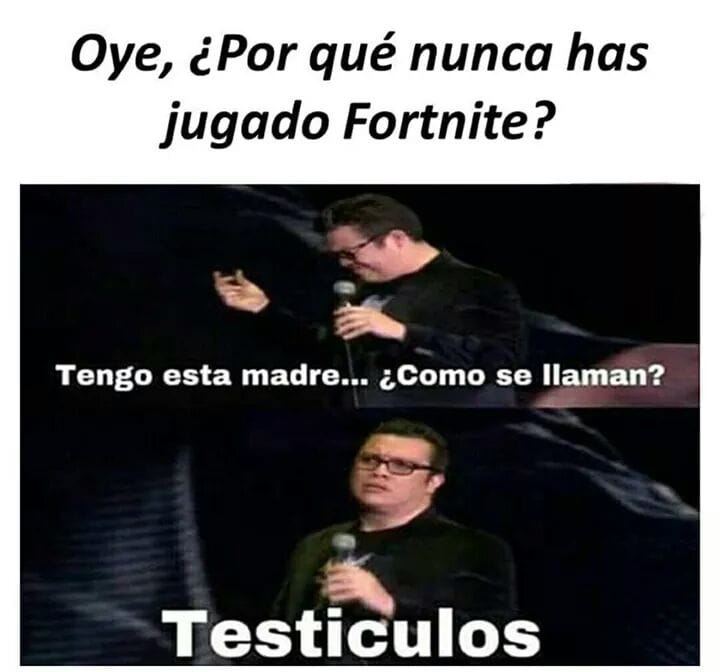 Oye, ¿Por qué nunca has
jugado Fortnite?
Tengo esta madre... ¿Como se llaman?
Testiculos